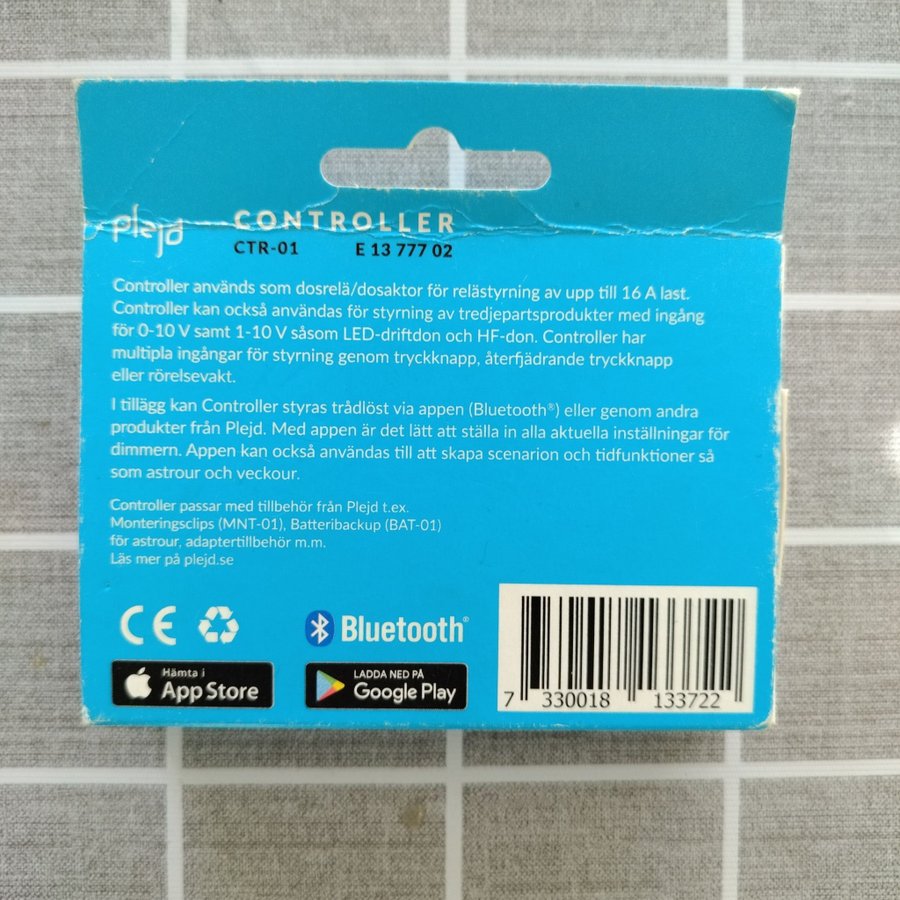 plejd CONTROLLER
CTR-01 E 13 777 02
Controller används som dosrelä/dosaktor för relästyrning av upp till 16 A last.
Controller kan också användas för styrning av tredjepartsprodukter med ingång
för 0-10 V samt 1-10 V såsom LED-driftdon och HF-don. Controller har
multipla ingångar för styrning genom tryckknapp, återfjädrande tryckknapp
eller rörelsevakt.
I tillägg kan Controller styras trådlöst via appen (Bluetooth®) eller genom andra
produkter från Plejd. Med appen är det lätt att ställa in alla aktuella inställningar för
dimmern. Appen kan också användas till att skapa scenarion och tidfunktioner så
som astrour och veckour.
Controller passar med tillbehör från Plejd t.ex.
Monteringsclips (MNT-01), Batteribackup (BAT-01)
för astrour, adaptertillbehör m.m.
Läs mer på plejd.se
CE Bluetooth®
Hämta i
App Store
LADDA NED PÅ
Google Play
7 330018 133722